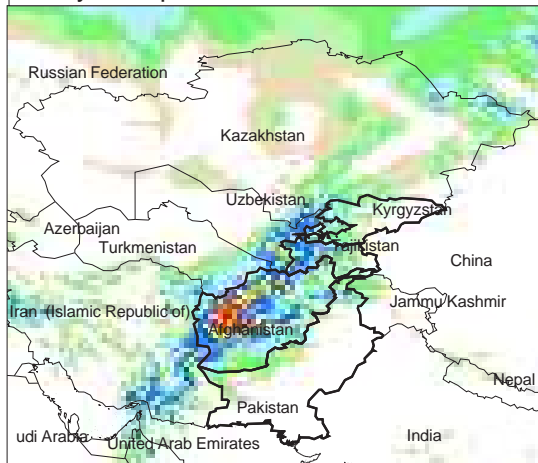 Russian Federation
Kazakhstan
Uzbekistan
Kyrgyzstan
Azerbaijan
Turkmenistan
Tajikistan
China
Iran (Islamic Republic of)
Jammu Kashmir
Afghanistan
Nepal
Pakistan
udi Arabia
United Arab Emirates
India